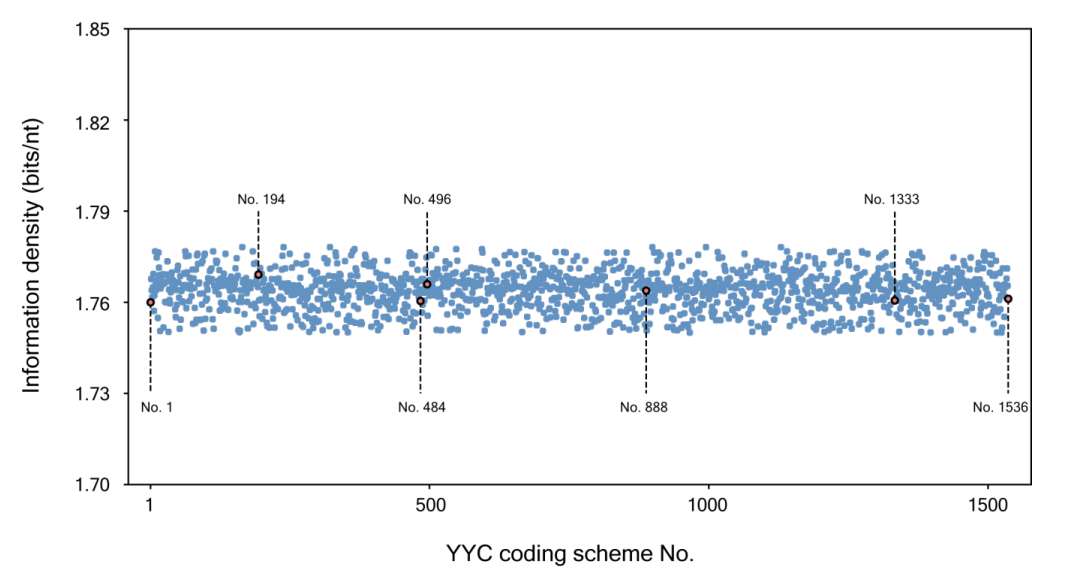 1.85
1.82
1.79
1.76
1.73
1.70
Information density (bits/nt)
No. 194
No. 496
No. 1333
No. 1
No. 484
No. 888
No. 1536
1
500
1000
1500
YYC coding scheme No.